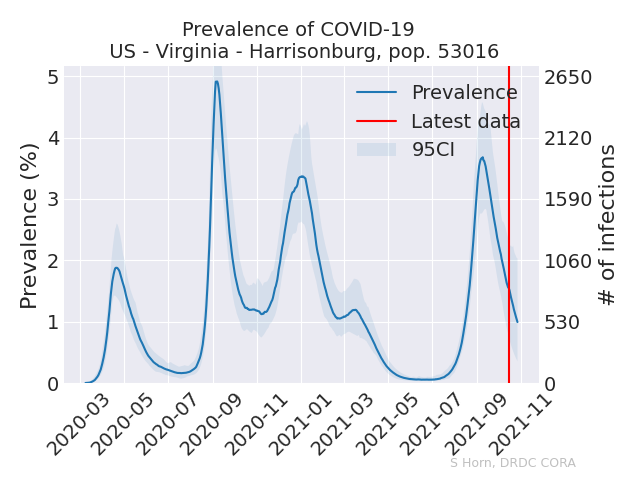 Prevalence of COVID-19
US - Virginia - Harrisonburg, pop. 53016
Prevalence
Latest data
95CI
Prevalence (%)
5
4
3
2
1
0
# of infections
2650
2120
1590
1060
530
0
2020-03
2020-05
2020-07
2020-09
2020-11
2021-01
2021-03
2021-05
2021-07
2021-09
2021-11
S Horn, DRDC CORA